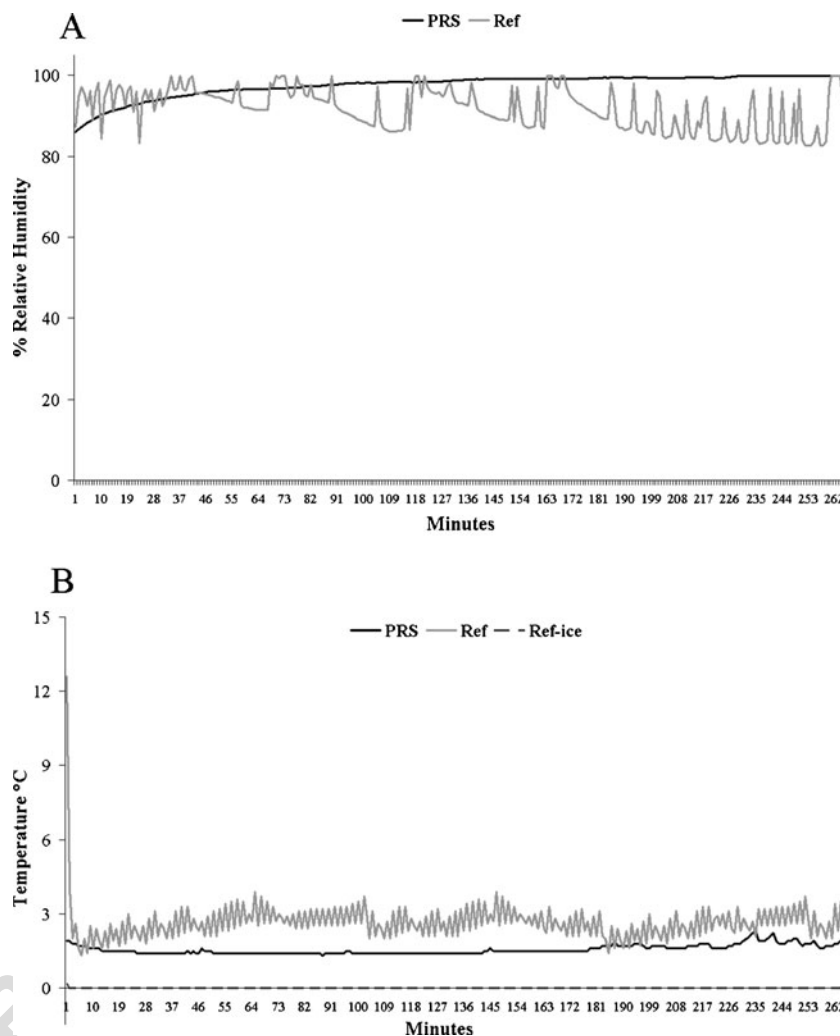 A
PRS Ref
100
80
60
40
20
0
% Relative Humidity
1 10 19 28 37 46 55 64 73 82 91 100 109 118 127 136 145 154 163 172 181 190 199 208 217 226 235 244 253 262
Minutes
B
PRS Ref Ref-ice
15
12
9
6
3
0
Temperature °C
1 10 19 28 37 46 55 64 73 82 91 100 109 118 127 136 145 154 163 172 181 190 199 208 217 226 235 244 253
Minutes